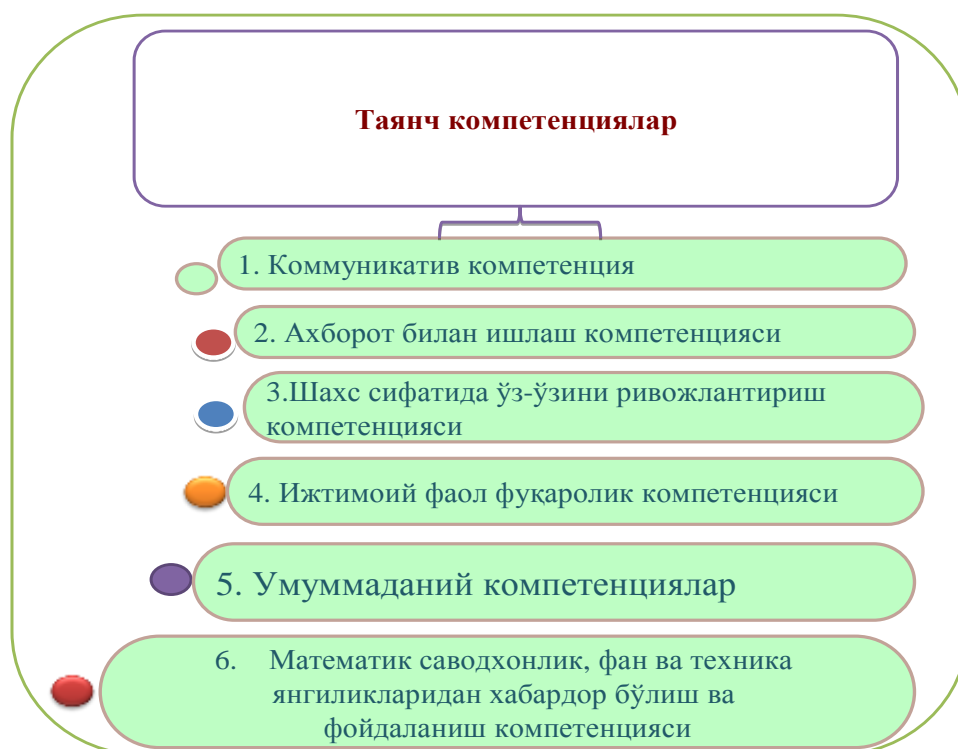 Таянч компетенциялар
1. Коммуникатив компетенция
2. Ахборот билан ишлаш компетенцияси
3.Шахс сифатида ўз-ўзини ривожлантириш
компетенцияси
4. Ижтимоий фаол фуқаролик компетенцияси
5. Умуммаданий компетенциялар
6. Математик саводхонлик, фан ва техника
янгиликларидан хабардор бўлиш ва
фойдаланиш компетенцияси